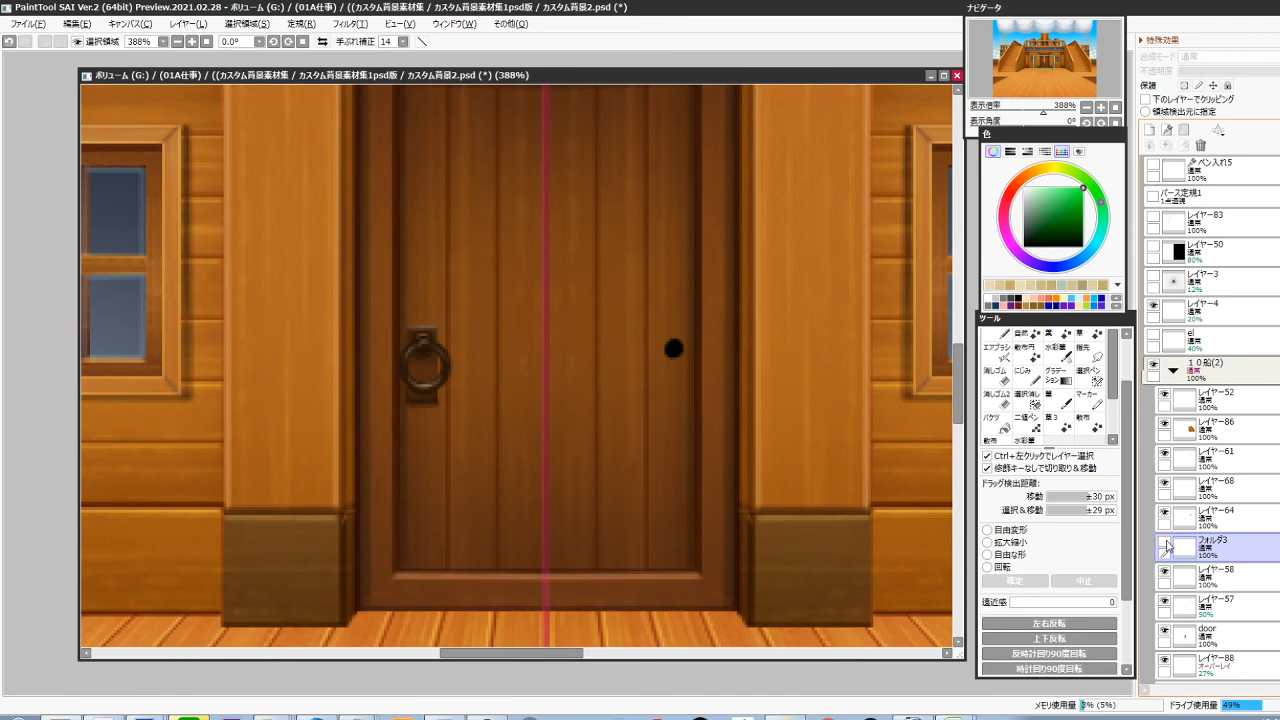 PaintTool SAI Ver.2 (64bit) Preview.2021.02.28 - ボリューム (G:) / (01A仕事) / ((カスタム背景素材集 / カスタム背景素材集1psd版 / カスタム背景2.psd (*)
ファイル(F) 編集(E) キャンバス(C) レイヤー(L) 選択領域(S) 定規(R) フィルタ(T) ビュー(V) ウィンドウ(W) その他(O)
選択領域 388% 0.0° 手ぶれ補正 14
ボリューム (G:) / (01A仕事) / ((カスタム背景素材集 / カスタム背景素材集1psd版 / カスタム背景2.psd (*) (388%)
ナビゲータ
表示倍率 388%
表示角度 0°
色
ツール
自然 葉 草
エアブラシ 散布円 水彩筆 指先
消しゴム にじみ グラデーション 選択ペン
消しゴム2 選択消し 筆 マーカー
バケツ 二値ペン 草3 散布
散布 水彩筆
Ctrl+左クリックでレイヤー選択
修飾キーなしで切り取り&移動
ドラッグ検出距離:
移動 ±30 px
選択&移動 ±29 px
自由変形
拡大縮小
自由な形
回転
確定 中止
遠近感 0
左右反転
上下反転
反時計回り90度回転
時計回り90度回転
特殊効果
合成モード 通常
不透明度
保護
下のレイヤーでクリッピング
領域検出元に指定
ペン入れ5
通常
100%
パース定規1
1点透視
レイヤー83
通常
100%
レイヤー50
通常
80%
レイヤー3
通常
12%
レイヤー4
通常
20%
el
通常
40%
10船(2)
通常
100%
レイヤー52
通常
100%
レイヤー86
通常
100%
レイヤー61
通常
100%
レイヤー68
通常
100%
レイヤー64
通常
100%
フォルダ3
通常
100%
レイヤー58
通常
100%
レイヤー57
通常
50%
door
通常
100%
レイヤー88
オーバーレイ
27%
メモリ使用量 3% (5%) ドライブ使用量 49%